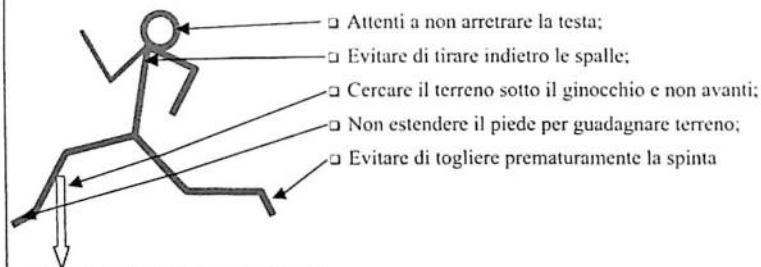 ❑ Attenti a non arretrare la testa;
❑ Evitare di tirare indietro le spalle;
❑ Cercare il terreno sotto il ginocchio e non avanti;
❑ Non estendere il piede per guadagnare terreno;
❑ Evitare di togliere prematuramente la spinta